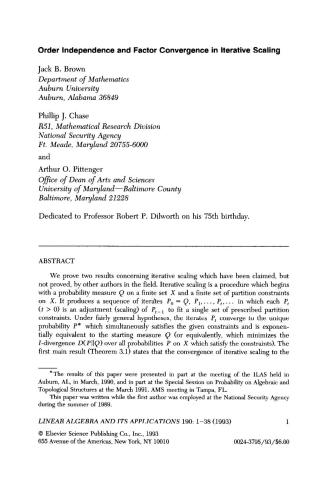 Order Independence and Factor Convergence in Iterative Scaling
Jack B. Brown
Department of Mathematics
Auburn University
Auburn, Alabama 36849
Phillip J. Chase
R51, Mathematical Research Division
National Security Agency
Ft. Meade, Maryland 20755-6000
and
Arthur O. Pittenger
Office of Dean of Arts and Sciences
University of Maryland—Baltimore County
Baltimore, Maryland 21228
Dedicated to Professor Robert P. Dilworth on his 75th birthday.
ABSTRACT
We prove two results concerning iterative scaling which have been claimed, but
not proved, by other authors in the field. Iterative scaling is a procedure which begins
with a probability measure Q on a finite set X and a finite set of partition constraints
on X. It produces a sequence of iterates P₀ = Q, P₁,..., Pₜ,... in which each Pₜ
(t > 0) is an adjustment (scaling) of Pₜ₋₁ to fit a single set of prescribed partition
constraints. Under fairly general hypotheses, the iterates Pₜ converge to the unique
probability P* which simultaneously satisfies the given constraints and is exponen-
tially equivalent to the starting measure Q (or equivalently, which minimizes the
I-divergence D(P||Q) over all probabilities P on X which satisfy the constraints). The
first main result (Theorem 3.1) states that the convergence of iterative scaling to the
*The results of this paper were presented in part at the meeting of the ILAS held in
Auburn, AL, in March, 1990, and in part at the Special Session on Probability on Algebraic and
Topological Structures at the March 1991. AMS meeting in Tampa, FL.
This paper was written while the first author was employed at the National Security Agency
during the summer of 1989.
LINEAR ALGEBRA AND ITS APPLICATIONS 190: 1-38 (1993) 1
© Elsevier Science Publishing Co., Inc., 1993
655 Avenue of the Americas, New York, NY 10010 0024-3795/93/$6.00